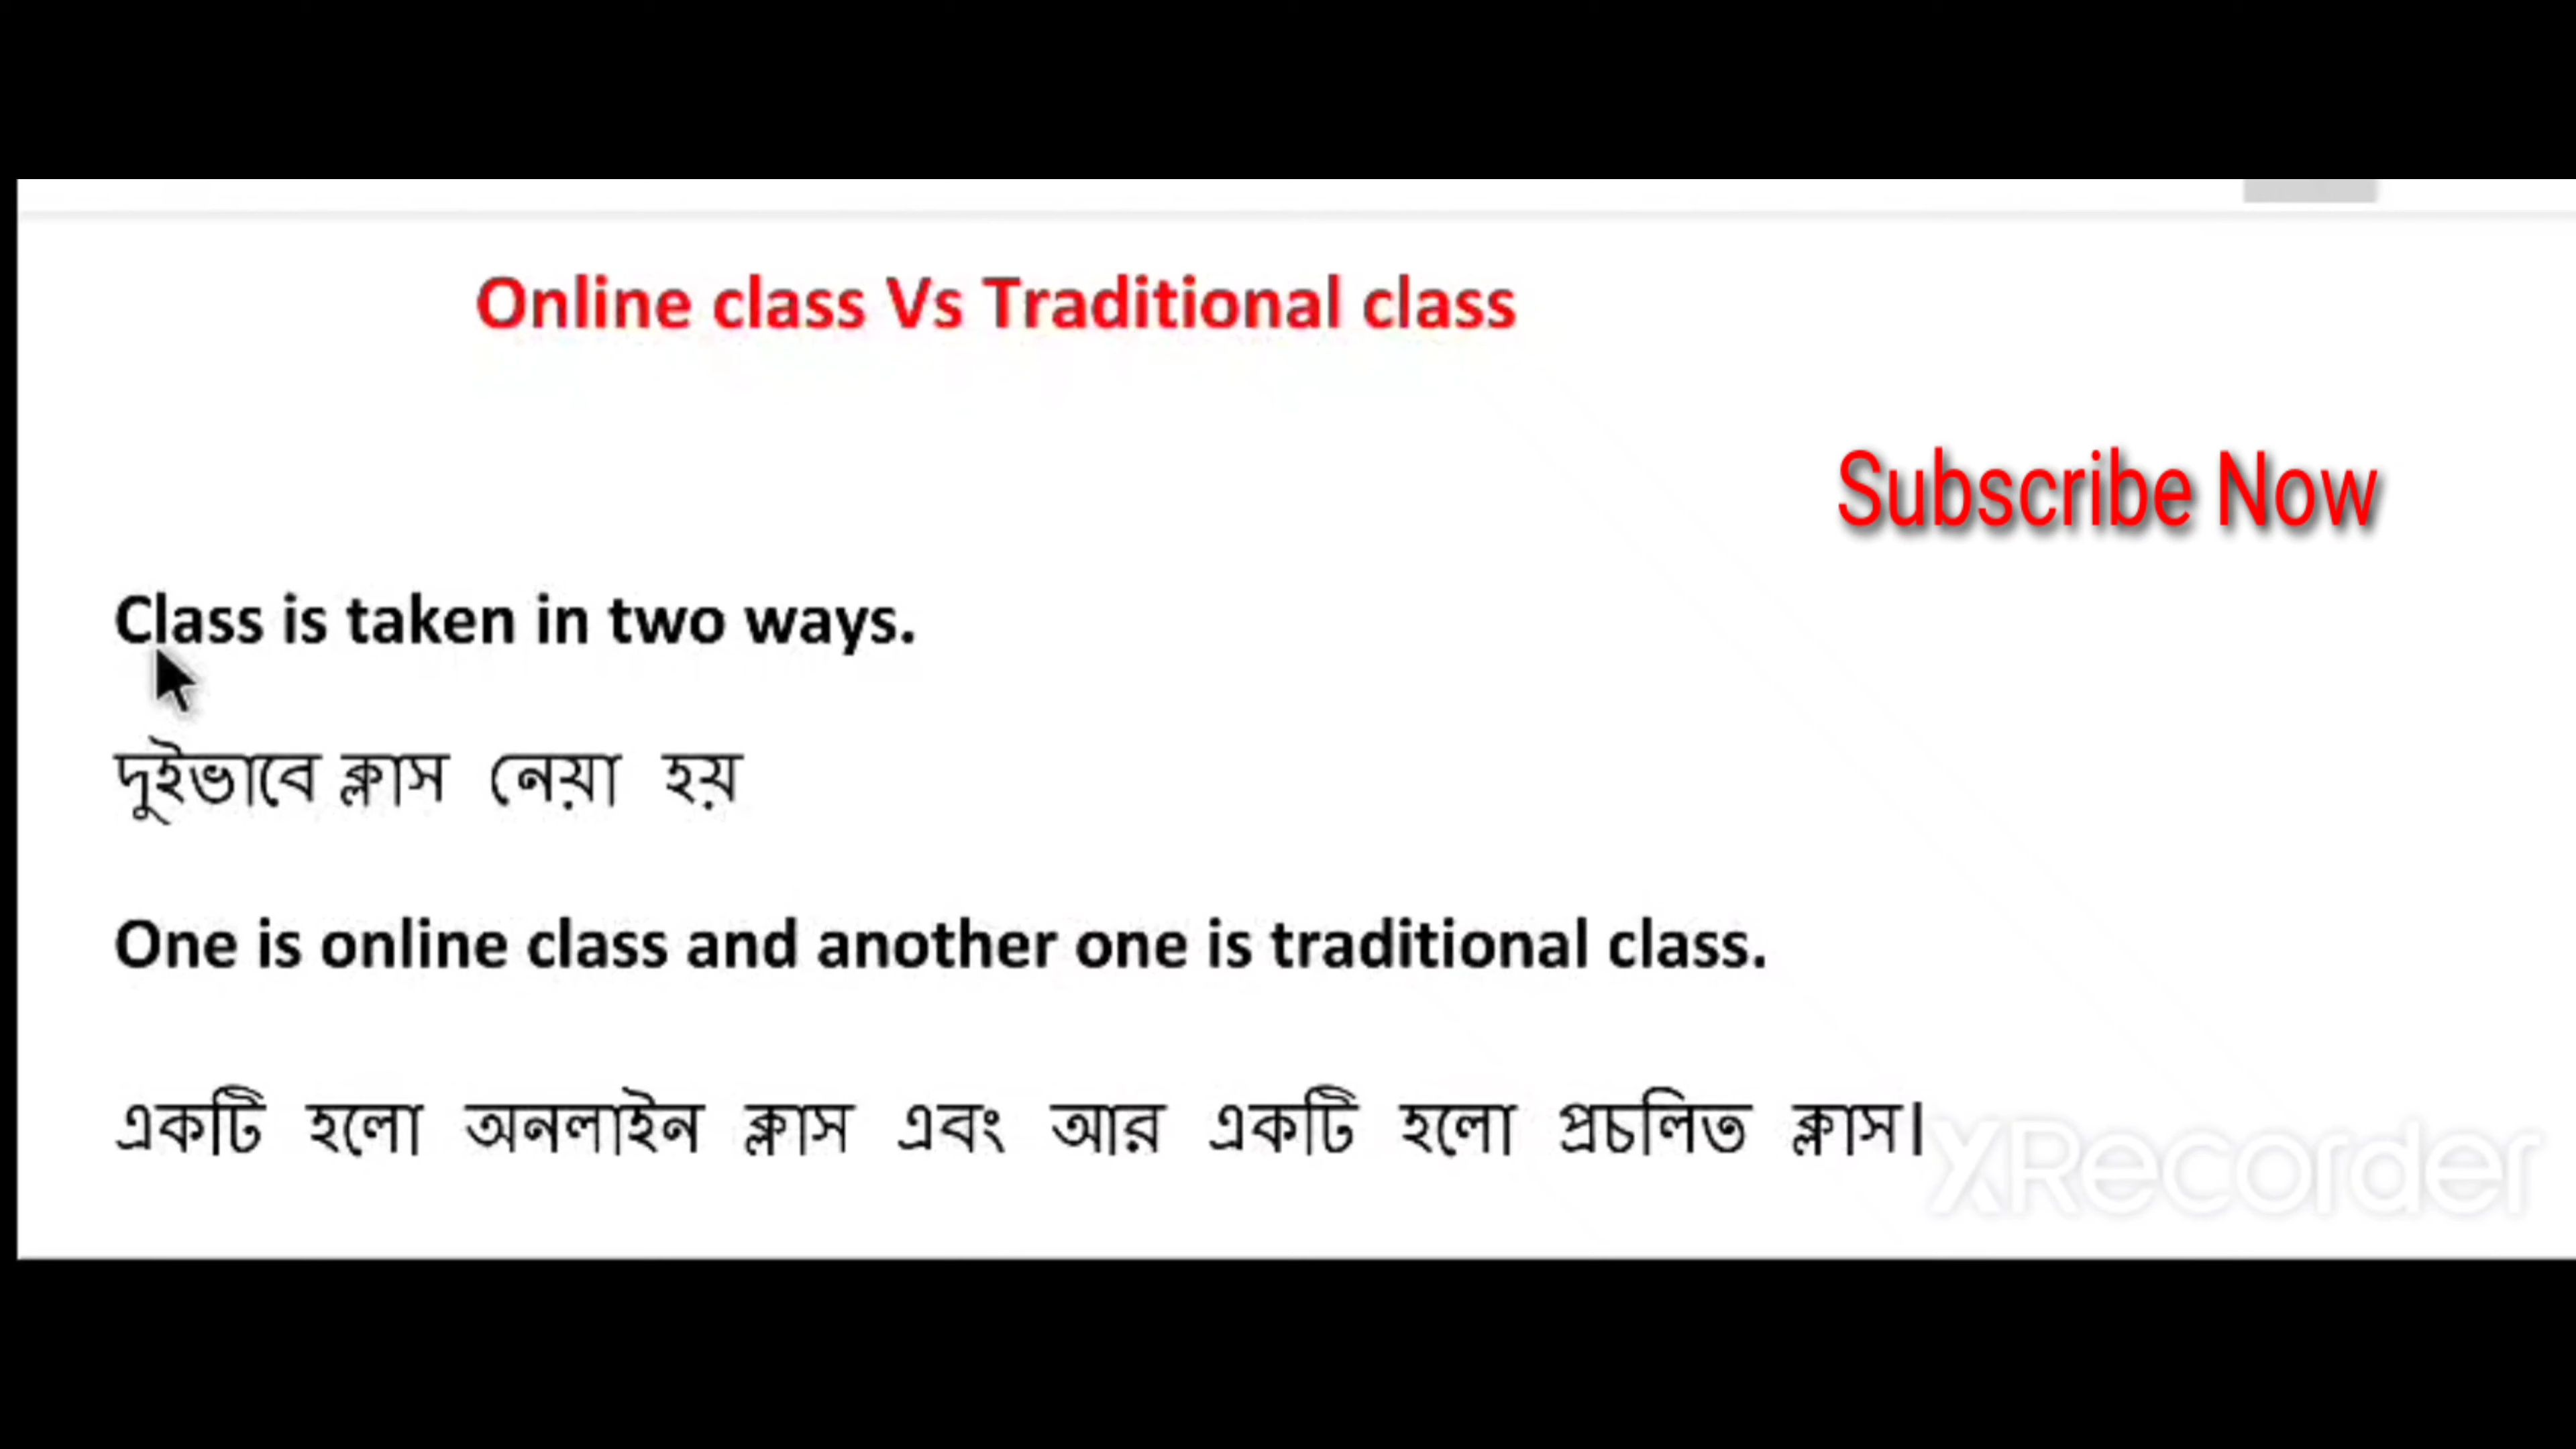 Online class Vs Traditional class
Subscribe Now
Class is taken in two ways.
দুইভাবে ক্লাস নেয়া হয়
One is online class and another one is traditional class.
একটি হলো অনলাইন ক্লাস এবং আর একটি হলো প্রচলিত ক্লাস।
XRecorder